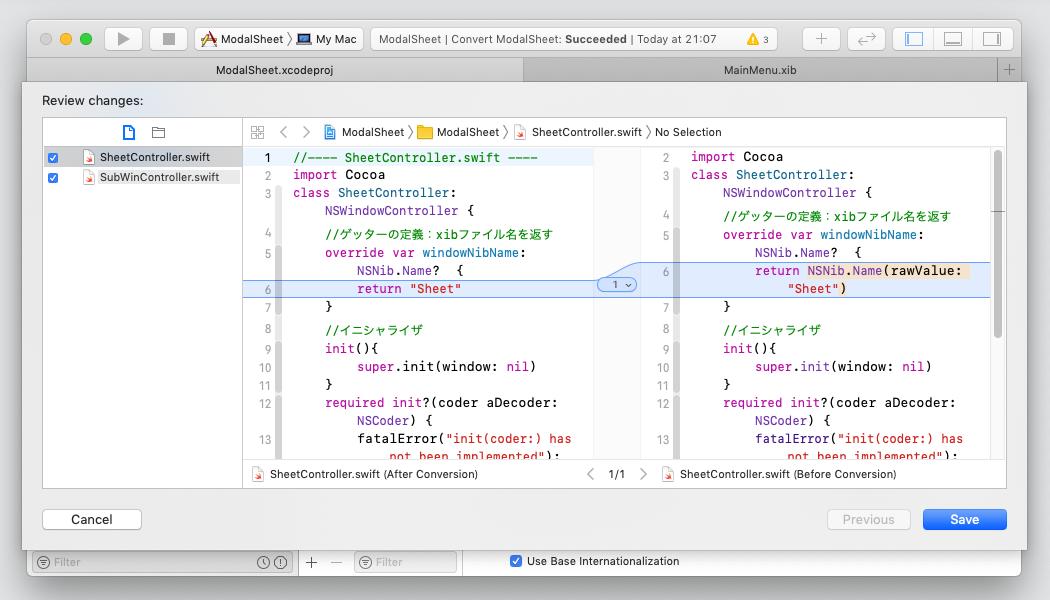 ModalSheet 〉 My Mac
ModalSheet | Convert ModalSheet: Succeeded | Today at 21:07
3
ModalSheet.xcodeproj
MainMenu.xib
Review changes:
SheetController.swift
SubWinController.swift
ModalSheet 〉 ModalSheet 〉 SheetController.swift 〉 No Selection
1 //---- SheetController.swift ----
2 import Cocoa
3 class SheetController:
NSWindowController {
4 //ゲッターの定義：xibファイル名を返す
5 override var windowNibName:
NSNib.Name? {
6 return "Sheet"
7 }
8 //イニシャライザ
9 init(){
10 super.init(window: nil)
11 }
12 required init?(coder aDecoder:
NSCoder) {
13 fatalError("init(coder:) has
not been implemented");
1
2 import Cocoa
3 class SheetController:
NSWindowController {
4 //ゲッターの定義：xibファイル名を返す
5 override var windowNibName:
NSNib.Name? {
6 return NSNib.Name(rawValue:
"Sheet")
7 }
8 //イニシャライザ
9 init(){
10 super.init(window: nil)
11 }
12 required init?(coder aDecoder:
NSCoder) {
13 fatalError("init(coder:) has
not been implemented");
SheetController.swift (After Conversion)
1/1
SheetController.swift (Before Conversion)
Cancel
Previous
Save
Filter
Filter
Use Base Internationalization